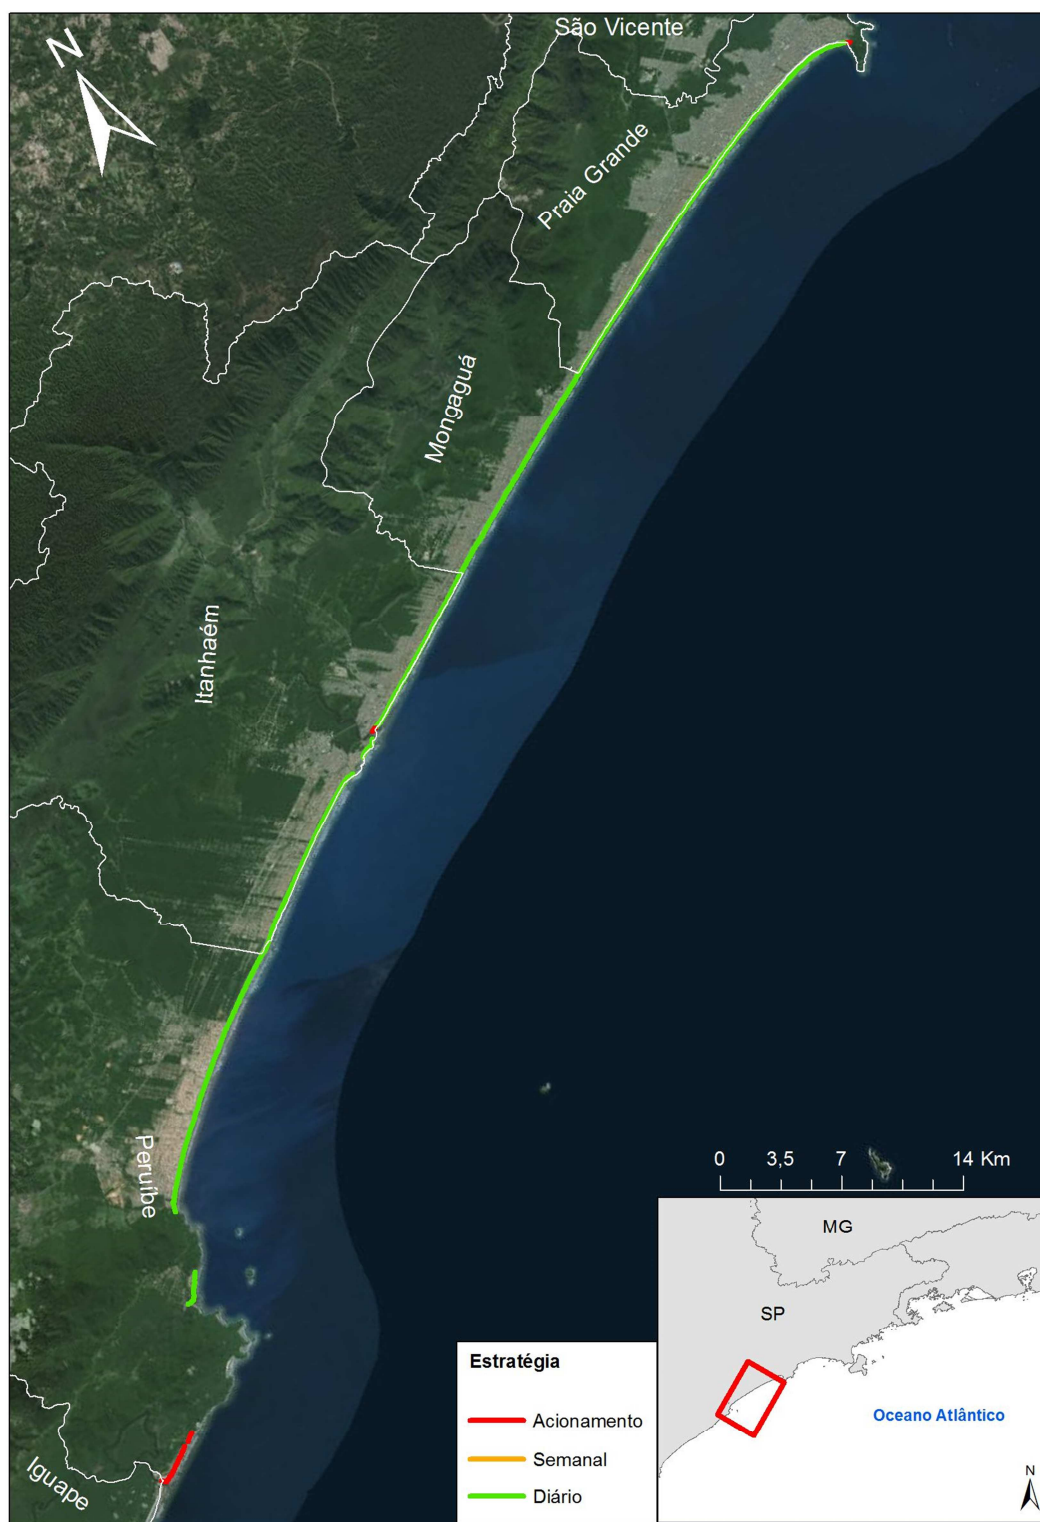 N
São Vicente
Praia Grande
Mongaguá
Itanhaém
Peruíbe
Iguape
0 3,5 7 14 Km
Estratégia
Acionamento
Semanal
Diário
MG
SP
Oceano Atlântico
N